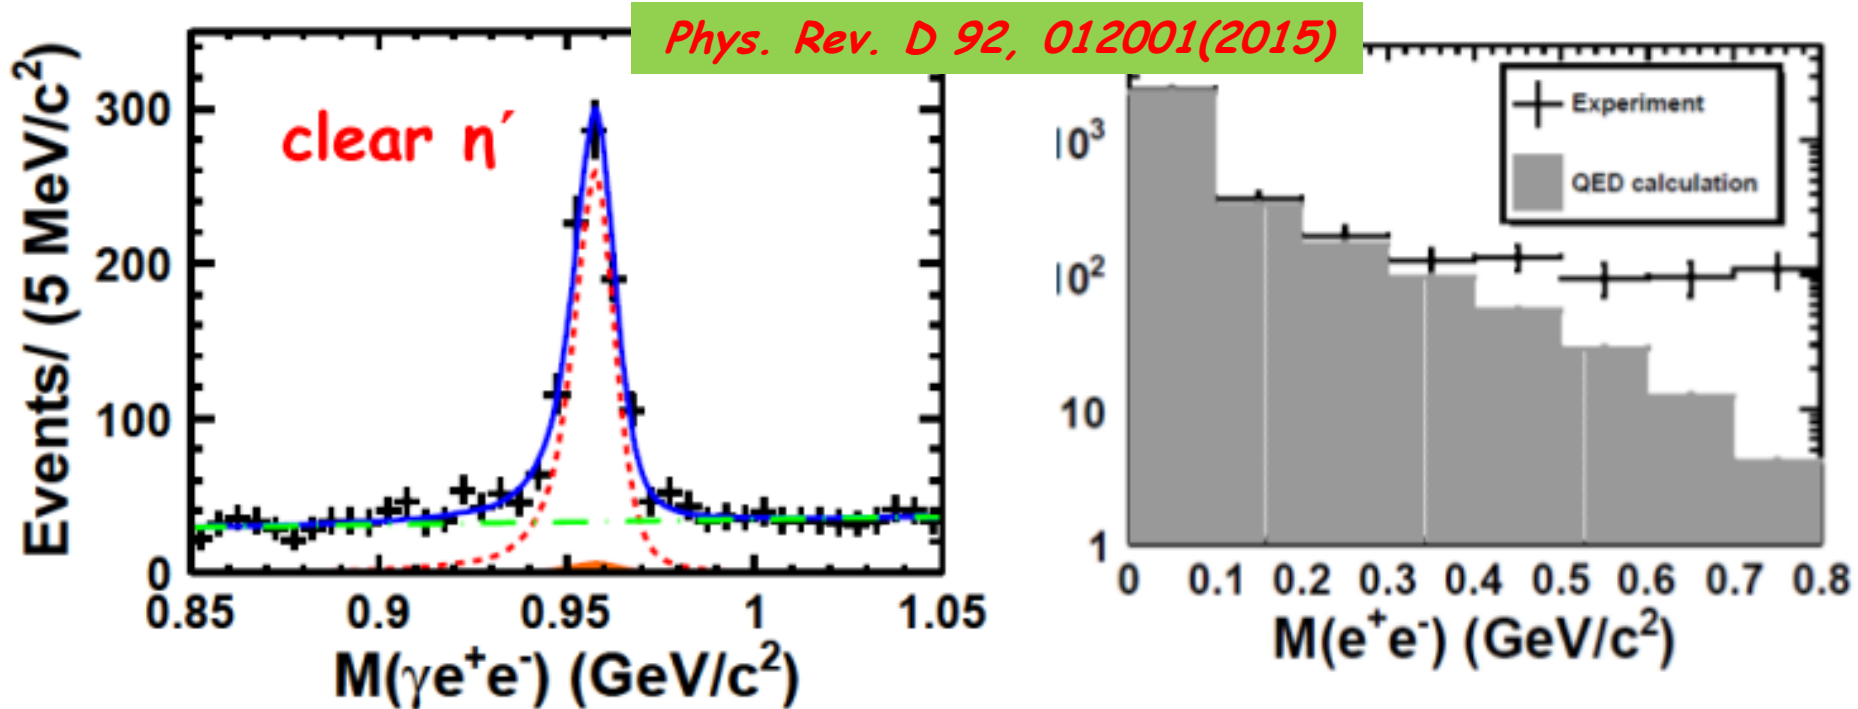 Phys. Rev. D 92, 012001(2015)
Events/ (5 MeV/c²)
300
200
100
0
clear η′
0.85 0.9 0.95 1 1.05
M(γe⁺e⁻) (GeV/c²)
10³
10²
10
1
Experiment
QED calculation
0 0.1 0.2 0.3 0.4 0.5 0.6 0.7 0.8
M(e⁺e⁻) (GeV/c²)